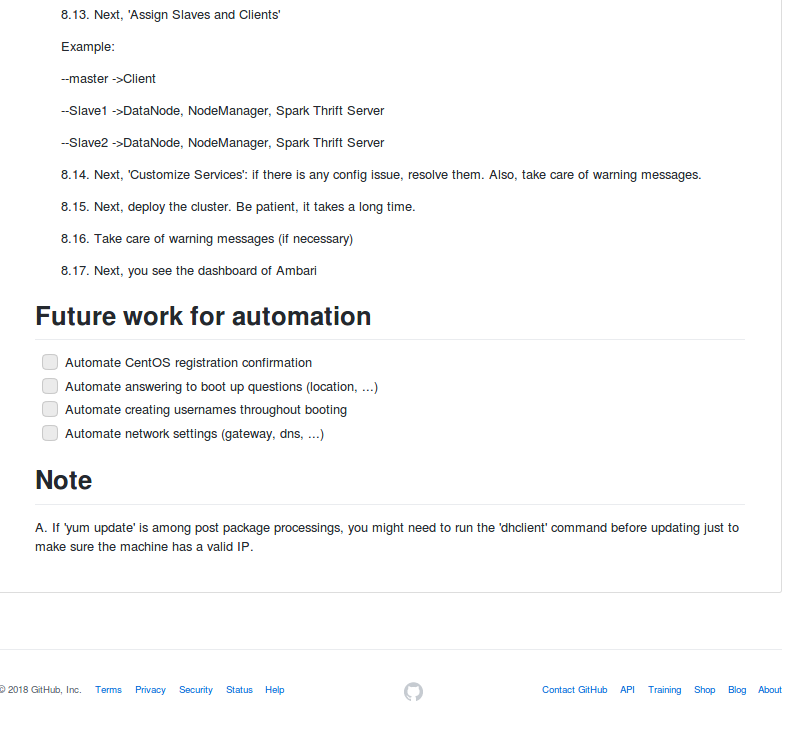 8.13. Next, 'Assign Slaves and Clients'
Example:
--master ->Client
--Slave1 ->DataNode, NodeManager, Spark Thrift Server
--Slave2 ->DataNode, NodeManager, Spark Thrift Server
8.14. Next, 'Customize Services': if there is any config issue, resolve them. Also, take care of warning messages.
8.15. Next, deploy the cluster. Be patient, it takes a long time.
8.16. Take care of warning messages (if necessary)
8.17. Next, you see the dashboard of Ambari
Future work for automation
Automate CentOS registration confirmation
Automate answering to boot up questions (location, ...)
Automate creating usernames throughout booting
Automate network settings (gateway, dns, ...)
Note
A. If 'yum update' is among post package processings, you might need to run the 'dhclient' command before updating just to
make sure the machine has a valid IP.
© 2018 GitHub, Inc. Terms Privacy Security Status Help Contact GitHub API Training Shop Blog About